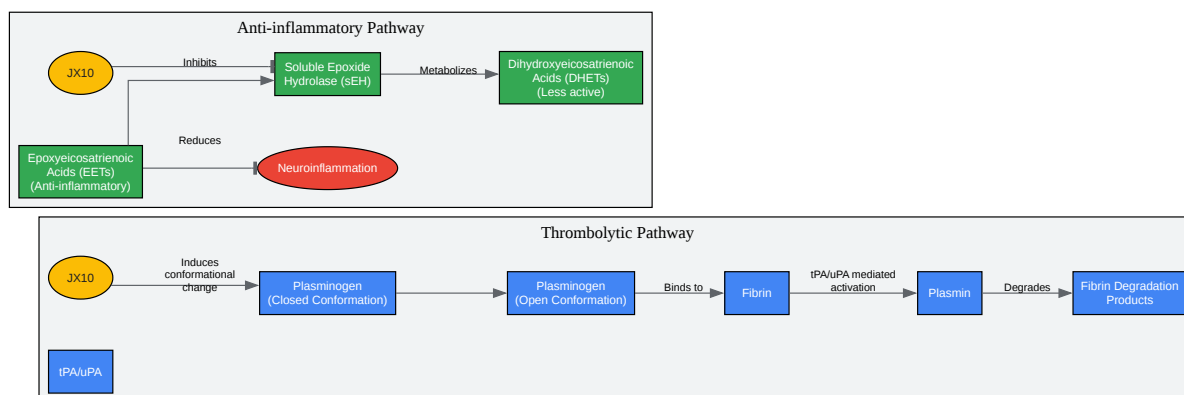 Anti-inflammatory Pathway
JX10
Inhibits
Soluble Epoxide
Hydrolase (sEH)
Metabolizes
Dihydroxyeicosatrienoic
Acids (DHETs)
(Less active)
Epoxyeicosatrienoic
Acids (EETs)
(Anti-inflammatory)
Reduces
Neuroinflammation
Thrombolytic Pathway
JX10
Induces
conformational
change
Plasminogen
(Closed Conformation)
Plasminogen
(Open Conformation)
Binds to
Fibrin
tPA/uPA mediated
activation
Plasmin
Degrades
Fibrin Degradation
Products
tPA/uPA